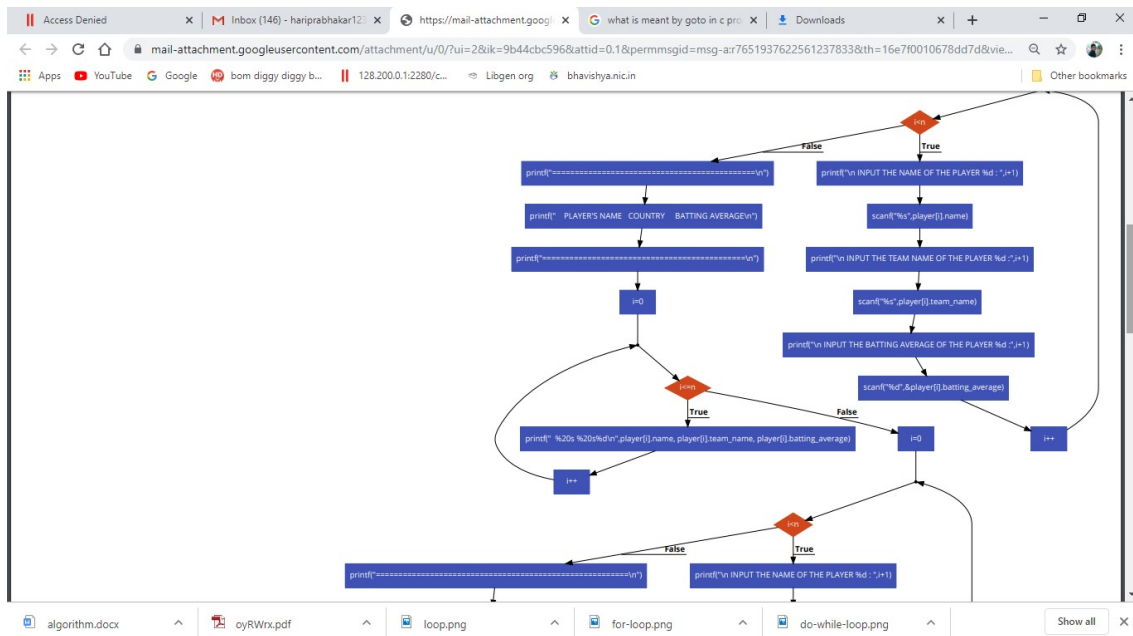 Access Denied
Inbox (146) - hariprabhakar123
https://mail-attachment.googl
what is meant by goto in c pro
Downloads
mail-attachment.googleusercontent.com/attachment/u/0/?ui=2&ik=9b44cbc596&attid=0.1&permmsgid=msg-a:r7651937622561237833&th=16e7f0010678dd7d&vie...
Apps
YouTube
Google
bom diggy diggy b...
128.200.0.1:2280/c...
Libgen org
bhavishya.nic.in
Other bookmarks
i<n
False
True
printf("=============================================\n")
printf("\n INPUT THE NAME OF THE PLAYER %d : ",i+1)
printf(" PLAYER'S NAME COUNTRY BATTING AVERAGE\n")
scanf("%s",player[i].name)
printf("=============================================\n")
printf("\n INPUT THE TEAM NAME OF THE PLAYER %d :",i+1)
i=0
scanf("%s",player[i].team_name)
printf("\n INPUT THE BATTING AVERAGE OF THE PLAYER %d :",i+1)
i<=n
scanf("%d",&player[i].batting_average)
True
False
printf(" %20s %20s%d\n",player[i].name, player[i].team_name, player[i].batting_average)
i=0
i++
i++
i<n
False
True
printf("========================================================\n")
printf("\n INPUT THE NAME OF THE PLAYER %d : ",i+1)
algorithm.docx
oyRWrx.pdf
loop.png
for-loop.png
do-while-loop.png
Show all